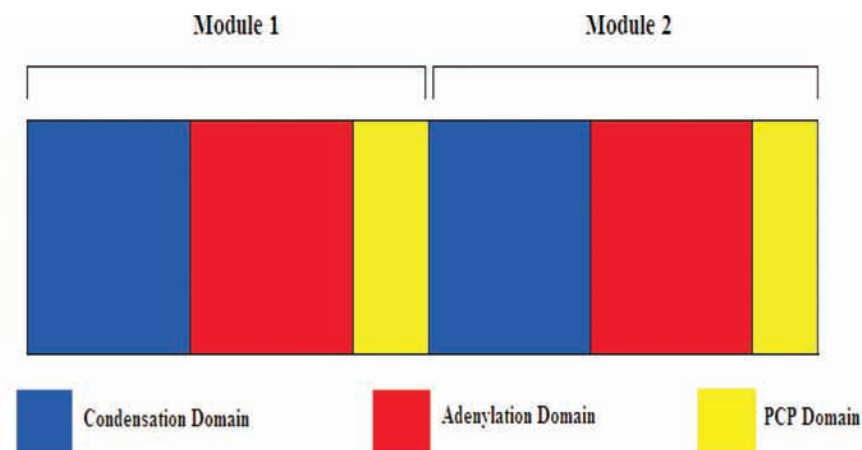 Module 1
Module 2
Condensation Domain
Adenylation Domain
PCP Domain